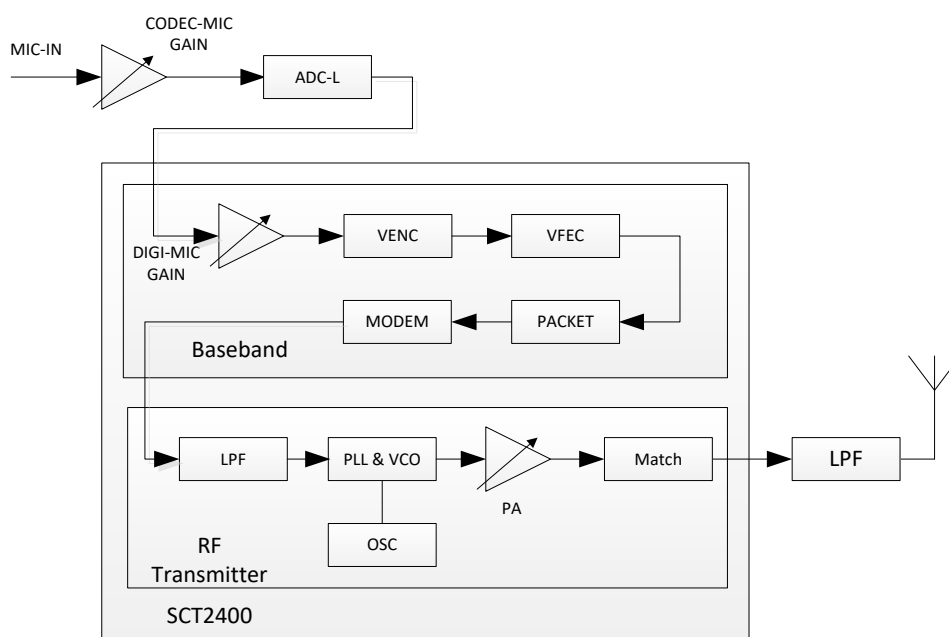 CODEC-MIC
GAIN
MIC-IN
ADC-L
DIGI-MIC
GAIN
VENC
VFEC
MODEM
PACKET
Baseband
LPF
PLL & VCO
PA
Match
LPF
OSC
RF
Transmitter
SCT2400